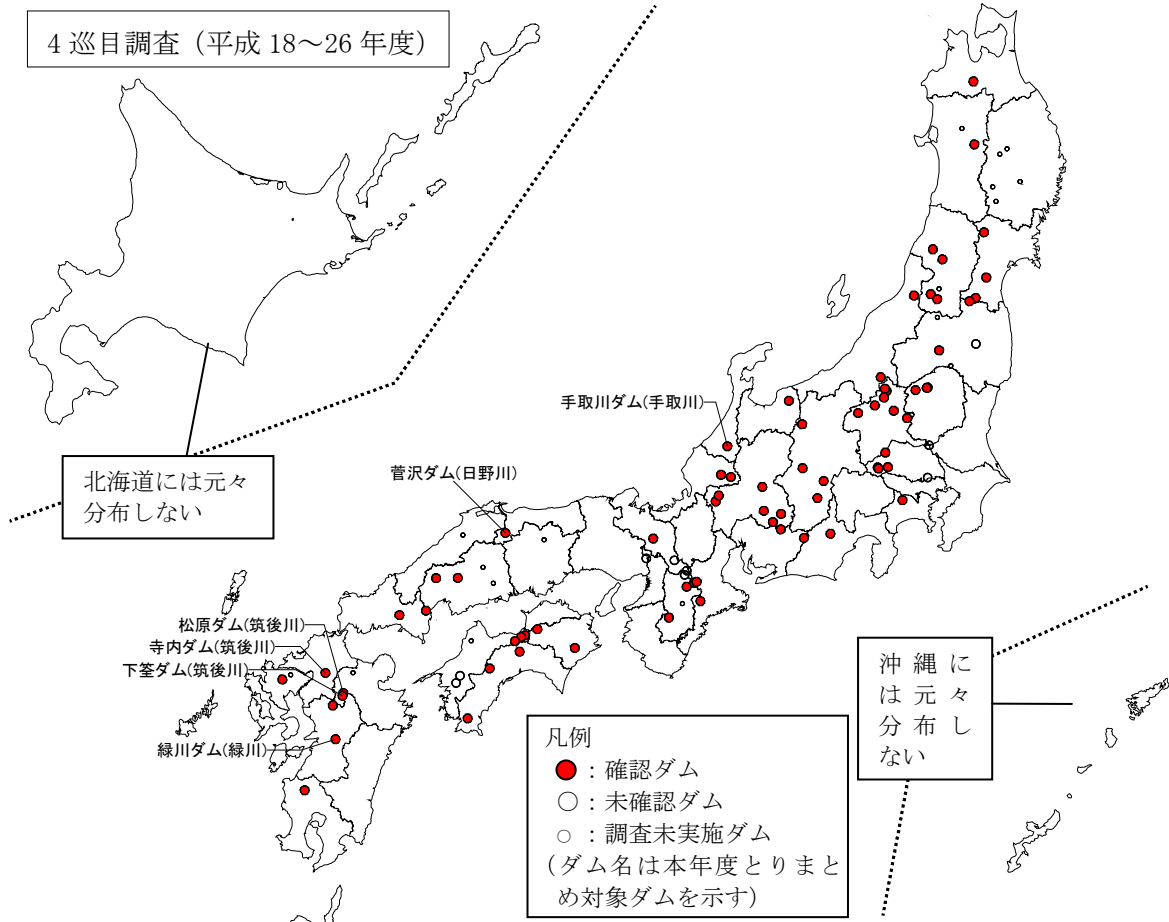 4 巡目調査（平成 18～26 年度）
手取川ダム(手取川)
北海道には元々
分布しない
菅沢ダム(日野川)
松原ダム(筑後川)
寺内ダム(筑後川)
下筌ダム(筑後川)
緑川ダム(緑川)
沖縄に
は元々
分布し
ない
凡例
：確認ダム
：未確認ダム
：調査未実施ダム
(ダム名は本年度とりまと
め対象ダムを示す)